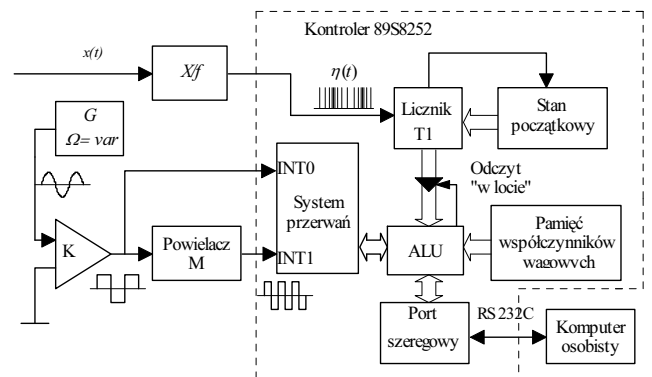 Kontroler 89S8252
x(t)
X/f
η(t)
Licznik
T1
Stan
początkowy
G
Ω= var
INT0
System
przerwań
INT1
Odczyt
"w locie"
K
Powielacz
M
ALU
Pamięć
współczynników
wagowych
Port
szeregowy
RS 232C
Komputer
osobisty